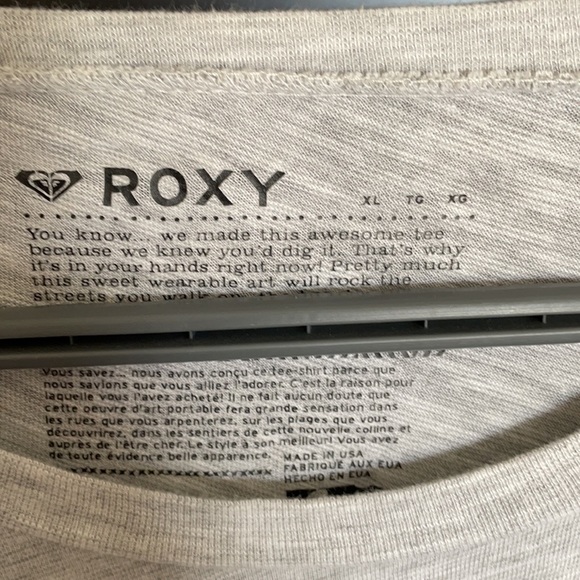 ROXY XL TG XG
You know... we made this awesome tee
because we knew you'd dig it. That's why
it's in your hands right now! Pretty much
this sweet wearable art will rock the
streets you walk on,
Vous savez... nous avons conçu ce tee-shirt parce que
nous savions que vous alliez l'adorer. C'est la raison pour
laquelle vous l'avez acheté! Il ne fait aucun doute que
cette oeuvre d'art portable fera grande sensation dans
les rues que vous arpenterez, sur les plages que vous
découvrirez, dans les sentiers de cette nouvelle colline et
auprès de l'être cher. Le style à son meilleur! Vous avez
de toute évidence belle apparence.
MADE IN USA
FABRIQUÉ AUX EUA
HECHO EN EUA